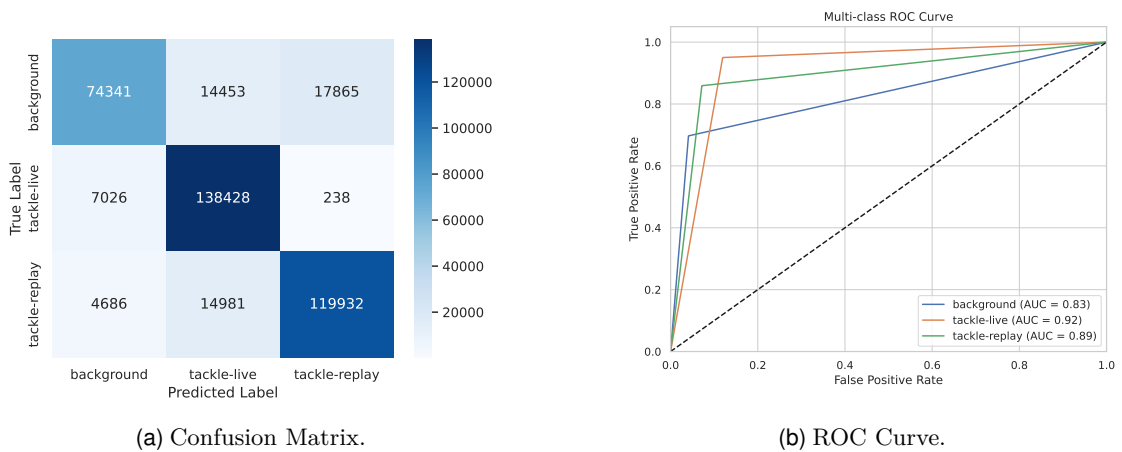 background
74341
14453
17865
True Label
tackle-live
7026
138428
238
tackle-replay
4686
14981
119932
background
tackle-live
tackle-replay
Predicted Label
120000
100000
80000
60000
40000
20000
(a) Confusion Matrix.
Multi-class ROC Curve
True Positive Rate
1.0
0.8
0.6
0.4
0.2
0.0
background (AUC = 0.83)
tackle-live (AUC = 0.92)
tackle-replay (AUC = 0.89)
0.0
0.2
0.4
0.6
0.8
1.0
False Positive Rate
(b) ROC Curve.